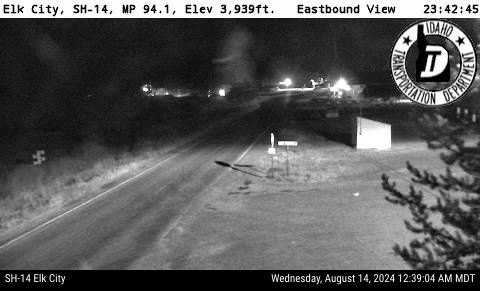 Elk City, SH-14, MP 94.1, Elev 3,939ft. Eastbound View 23:42:45
IDAHO
TRANSPORTATION DEPARTMENT
SH-14 Elk City Wednesday, August 14, 2024 12:39:04 AM MDT